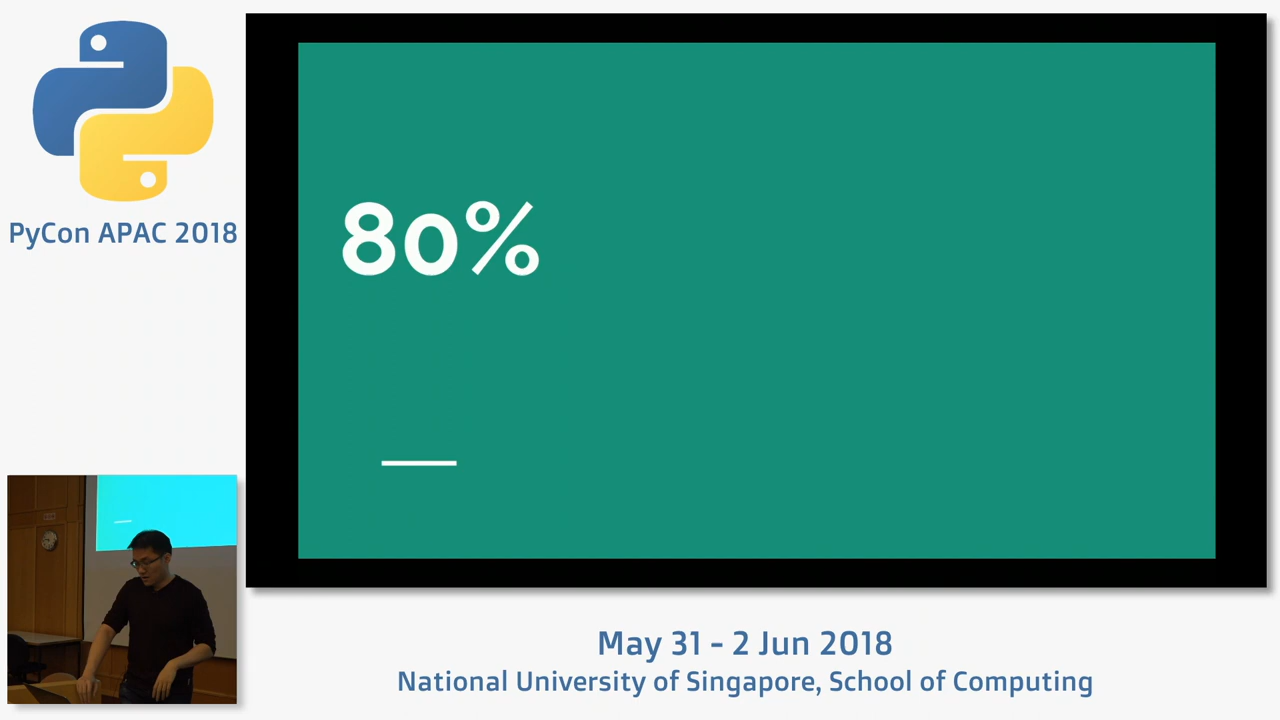 PyCon APAC 2018
80%
May 31 - 2 Jun 2018
National University of Singapore, School of Computing